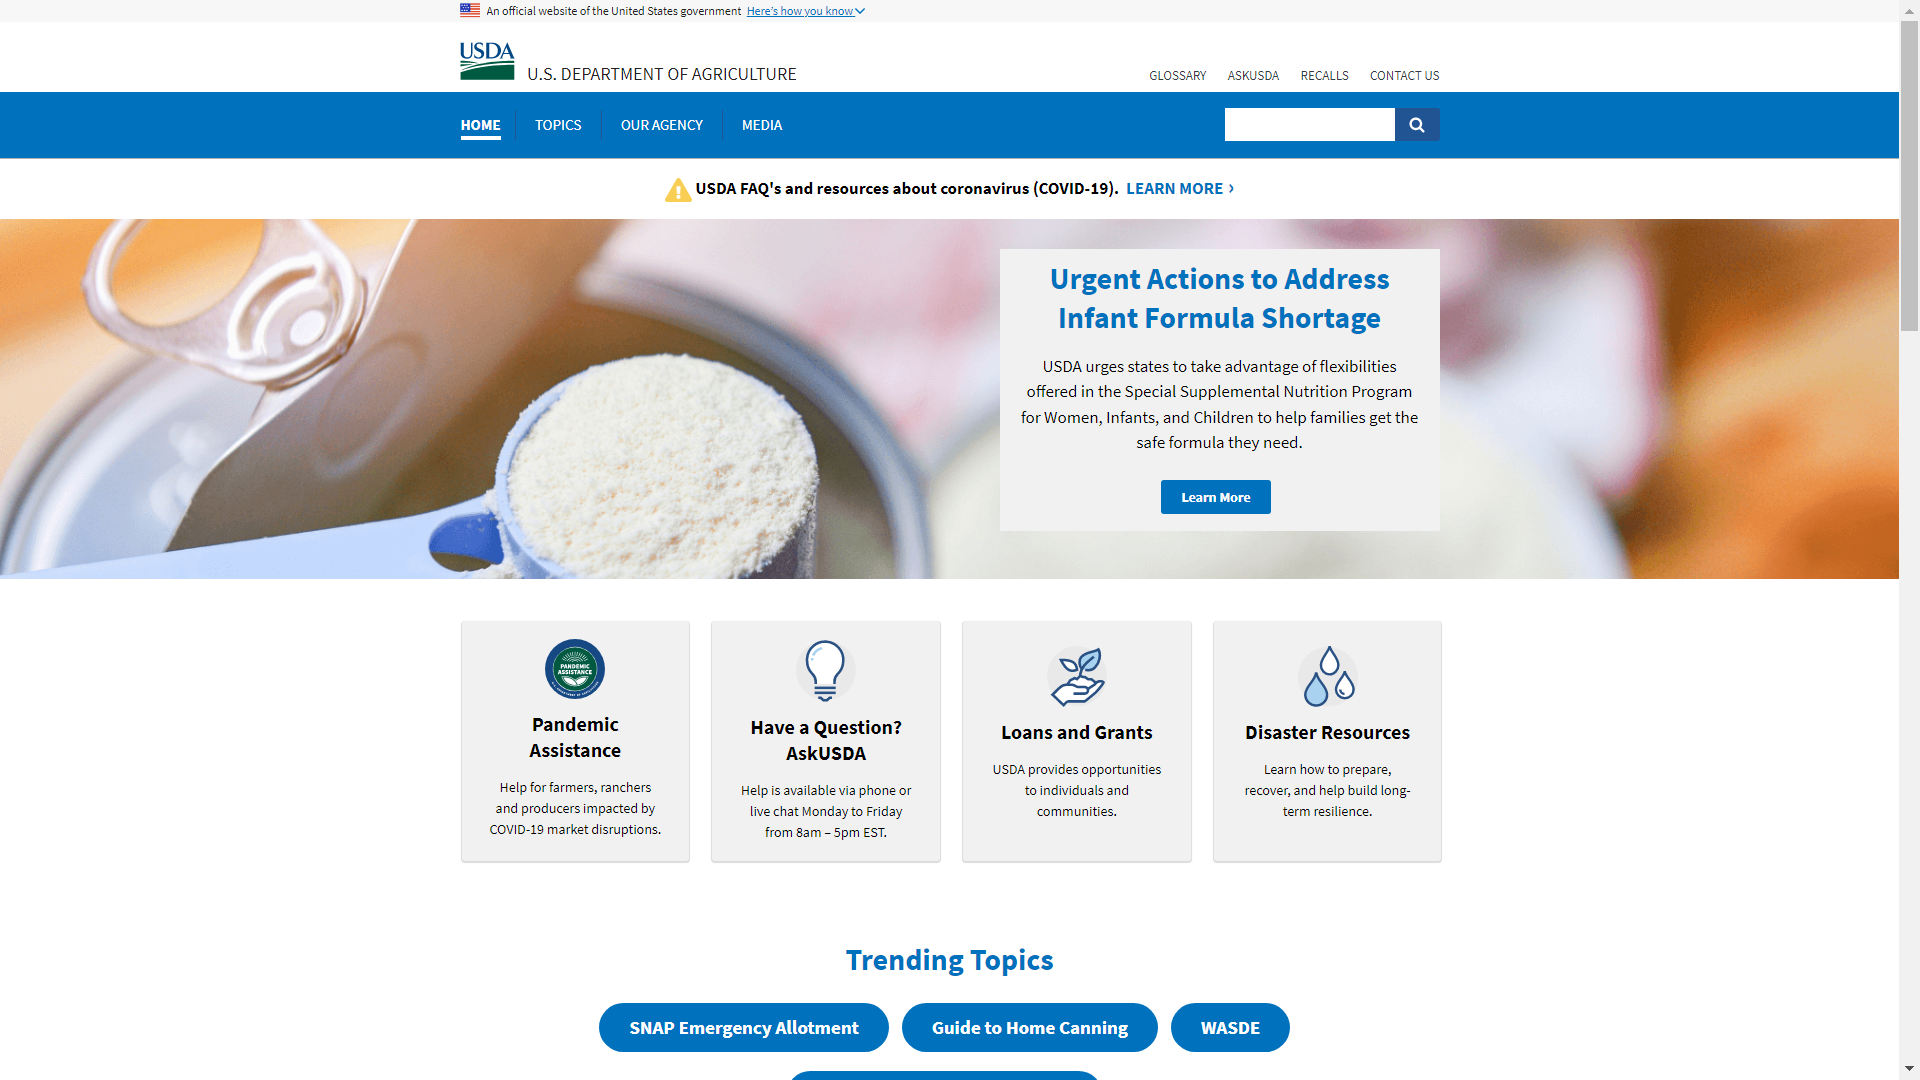 An official website of the United States government Here's how you know
USDA
U.S. DEPARTMENT OF AGRICULTURE
GLOSSARY ASKUSDA RECALLS CONTACT US
HOME TOPICS OUR AGENCY MEDIA
USDA FAQ's and resources about coronavirus (COVID-19). LEARN MORE ›
Urgent Actions to Address
Infant Formula Shortage
USDA urges states to take advantage of flexibilities
offered in the Special Supplemental Nutrition Program
for Women, Infants, and Children to help families get the
safe formula they need.
Learn More
PANDEMIC
ASSISTANCE
Pandemic
Assistance
Help for farmers, ranchers
and producers impacted by
COVID-19 market disruptions.
Have a Question?
AskUSDA
Help is available via phone or
live chat Monday to Friday
from 8am – 5pm EST.
Loans and Grants
USDA provides opportunities
to individuals and
communities.
Disaster Resources
Learn how to prepare,
recover, and help build long-
term resilience.
Trending Topics
SNAP Emergency Allotment
Guide to Home Canning
WASDE